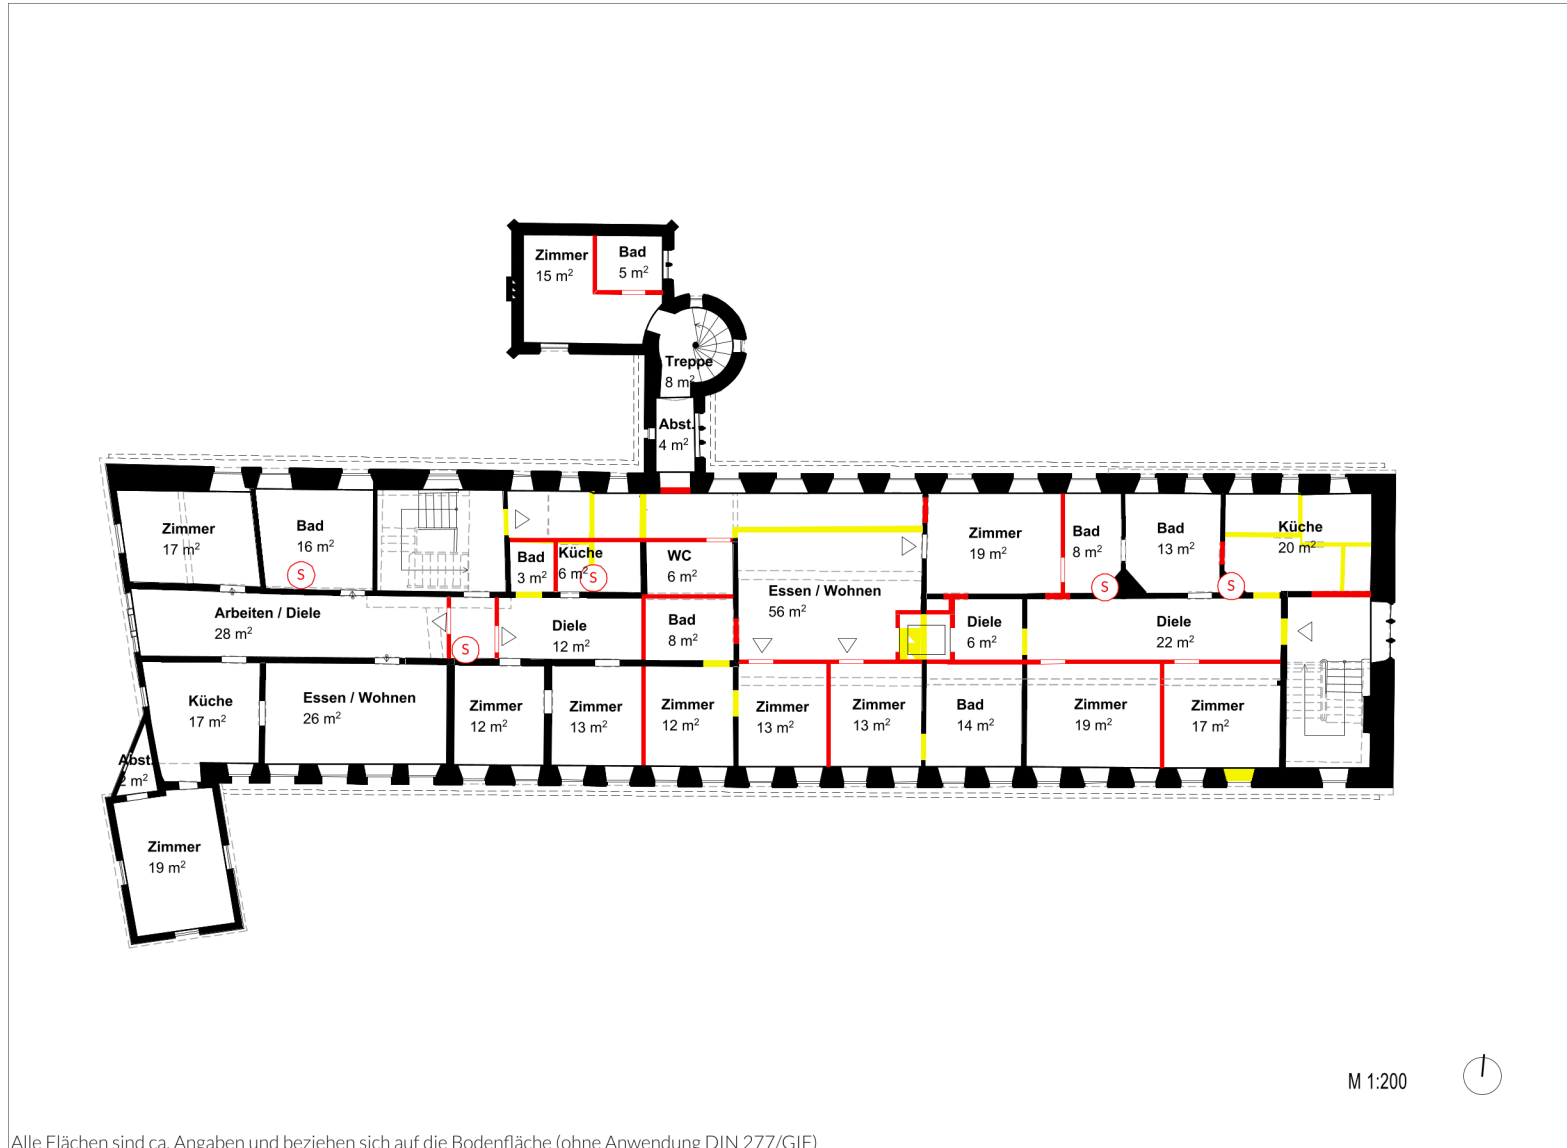 Zimmer
15 m²
Bad
5 m²
Treppe
8 m²
Abst.
4 m²
Zimmer
17 m²
Bad
16 m²
S
Bad
3 m²
Küche
6 m²
S
WC
6 m²
Essen / Wohnen
56 m²
Zimmer
19 m²
Bad
8 m²
S
Bad
13 m²
S
Küche
20 m²
Arbeiten / Diele
28 m²
S
Diele
12 m²
Bad
8 m²
Diele
6 m²
Diele
22 m²
Küche
17 m²
Essen / Wohnen
26 m²
Zimmer
12 m²
Zimmer
13 m²
Zimmer
12 m²
Zimmer
13 m²
Zimmer
13 m²
Bad
14 m²
Zimmer
19 m²
Zimmer
17 m²
Abst.
m²
Zimmer
19 m²
M 1:200
Alle Flächen sind ca. Angaben und beziehen sich auf die Bodenfläche (ohne Anwendung DIN 277/GIF)